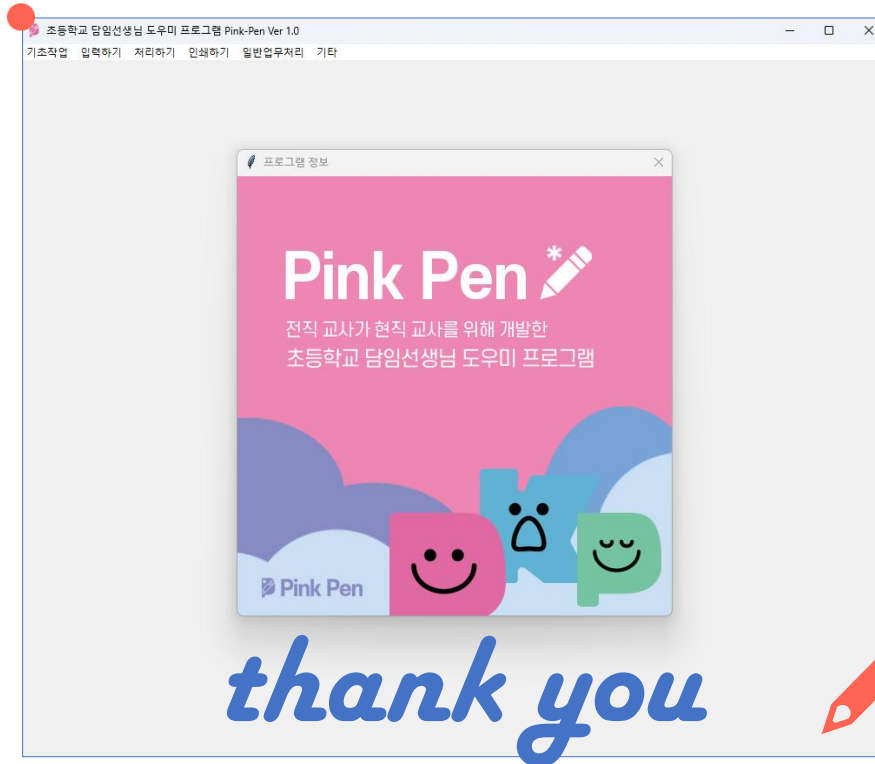 초등학교 담임선생님 도우미 프로그램 Pink-Pen Ver 1.0
기초작업 입력하기 처리하기 인쇄하기 일반업무처리 기타
프로그램 정보
Pink Pen
전직 교사가 현직 교사를 위해 개발한
초등학교 담임선생님 도우미 프로그램
Pink Pen
thank you